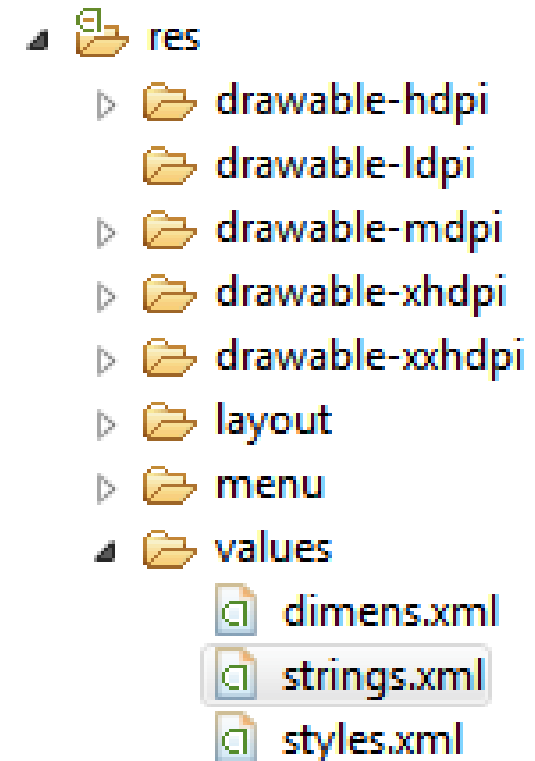 res
drawable-hdpi
drawable-ldpi
drawable-mdpi
drawable-xhdpi
drawable-xxhdpi
layout
menu
values
dimens.xml
strings.xml
styles.xml